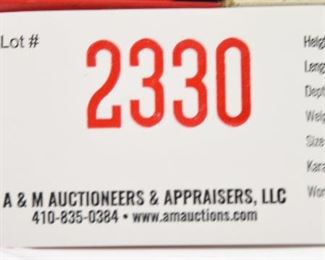 Lot #
2330
A & M AUCTIONEERS & APPRAISERS, LLC
410-835-0384 • www.amauctions.com
Heigh
Leng
Dept
Weig
Size
Kara
Wor